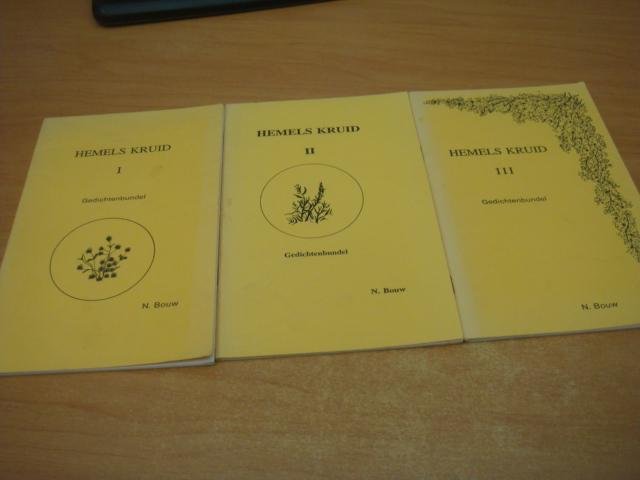 HEMELS KRUID
I
Gedichtenbundel
N. Bouw
HEMELS KRUID
II
Gedichtenbundel
N. Bouw
HEMELS KRUID
III
Gedichtenbundel
N. Bouw